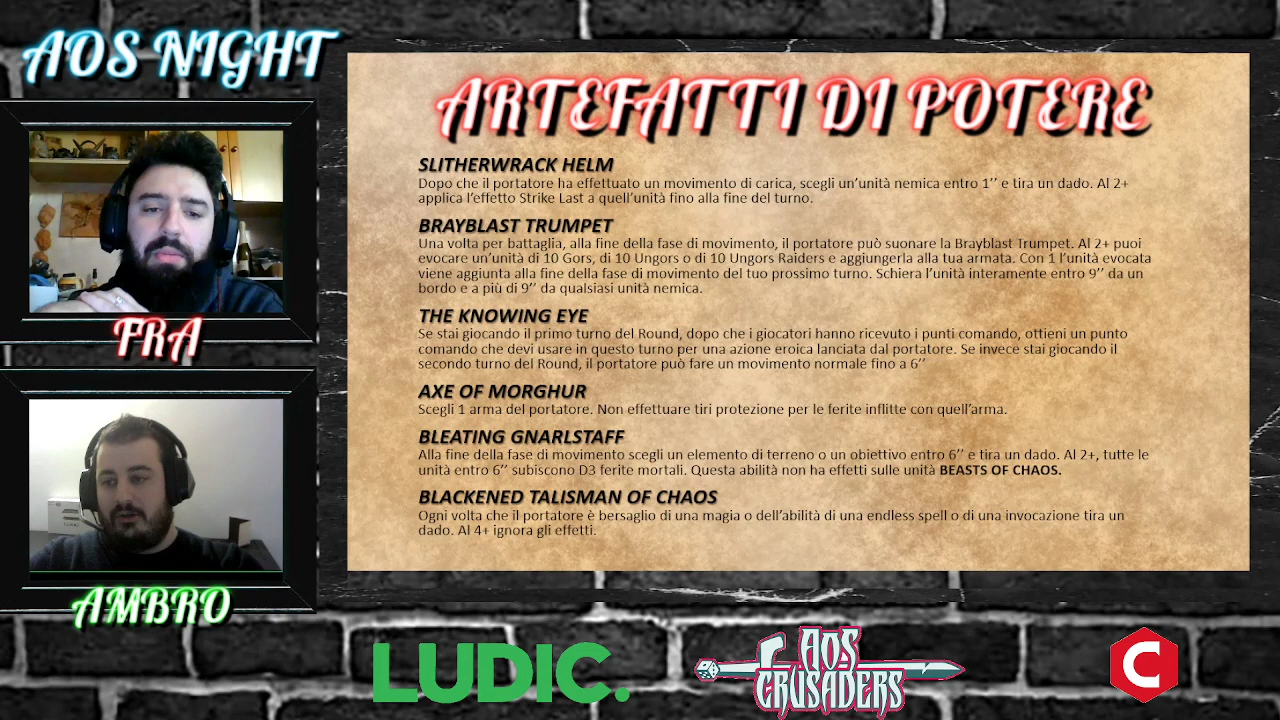 AOS NIGHT
FRA
AMBRO
ARTEFATTI DI POTERE
SLITHERWRACK HELM
Dopo che il portatore ha effettuato un movimento di carica, scegli un’unità nemica entro 1’’ e tira un dado. Al 2+
applica l’effetto Strike Last a quell’unità fino alla fine del turno.
BRAYBLAST TRUMPET
Una volta per battaglia, alla fine della fase di movimento, il portatore può suonare la Brayblast Trumpet. Al 2+ puoi
evocare un’unità di 10 Gors, di 10 Ungors o di 10 Ungors Raiders e aggiungerla alla tua armata. Con 1 l’unità evocata
viene aggiunta alla fine della fase di movimento del tuo prossimo turno. Schiera l’unità interamente entro 9’’ da un
bordo e a più di 9’’ da qualsiasi unità nemica.
THE KNOWING EYE
Se stai giocando il primo turno del Round, dopo che i giocatori hanno ricevuto i punti comando, ottieni un punto
comando che devi usare in questo turno per una azione eroica lanciata dal portatore. Se invece stai giocando il
secondo turno del Round, il portatore può fare un movimento normale fino a 6’’
AXE OF MORGHUR
Scegli 1 arma del portatore. Non effettuare tiri protezione per le ferite inflitte con quell’arma.
BLEATING GNARLSTAFF
Alla fine della fase di movimento scegli un elemento di terreno o un obiettivo entro 6’’ e tira un dado. Al 2+, tutte le
unità entro 6’’ subiscono D3 ferite mortali. Questa abilità non ha effetti sulle unità BEASTS OF CHAOS.
BLACKENED TALISMAN OF CHAOS
Ogni volta che il portatore è bersaglio di una magia o dell’abilità di una endless spell o di una invocazione tira un
dado. Al 4+ ignora gli effetti.
LUDIC.
AOS
CRUSADERS
C